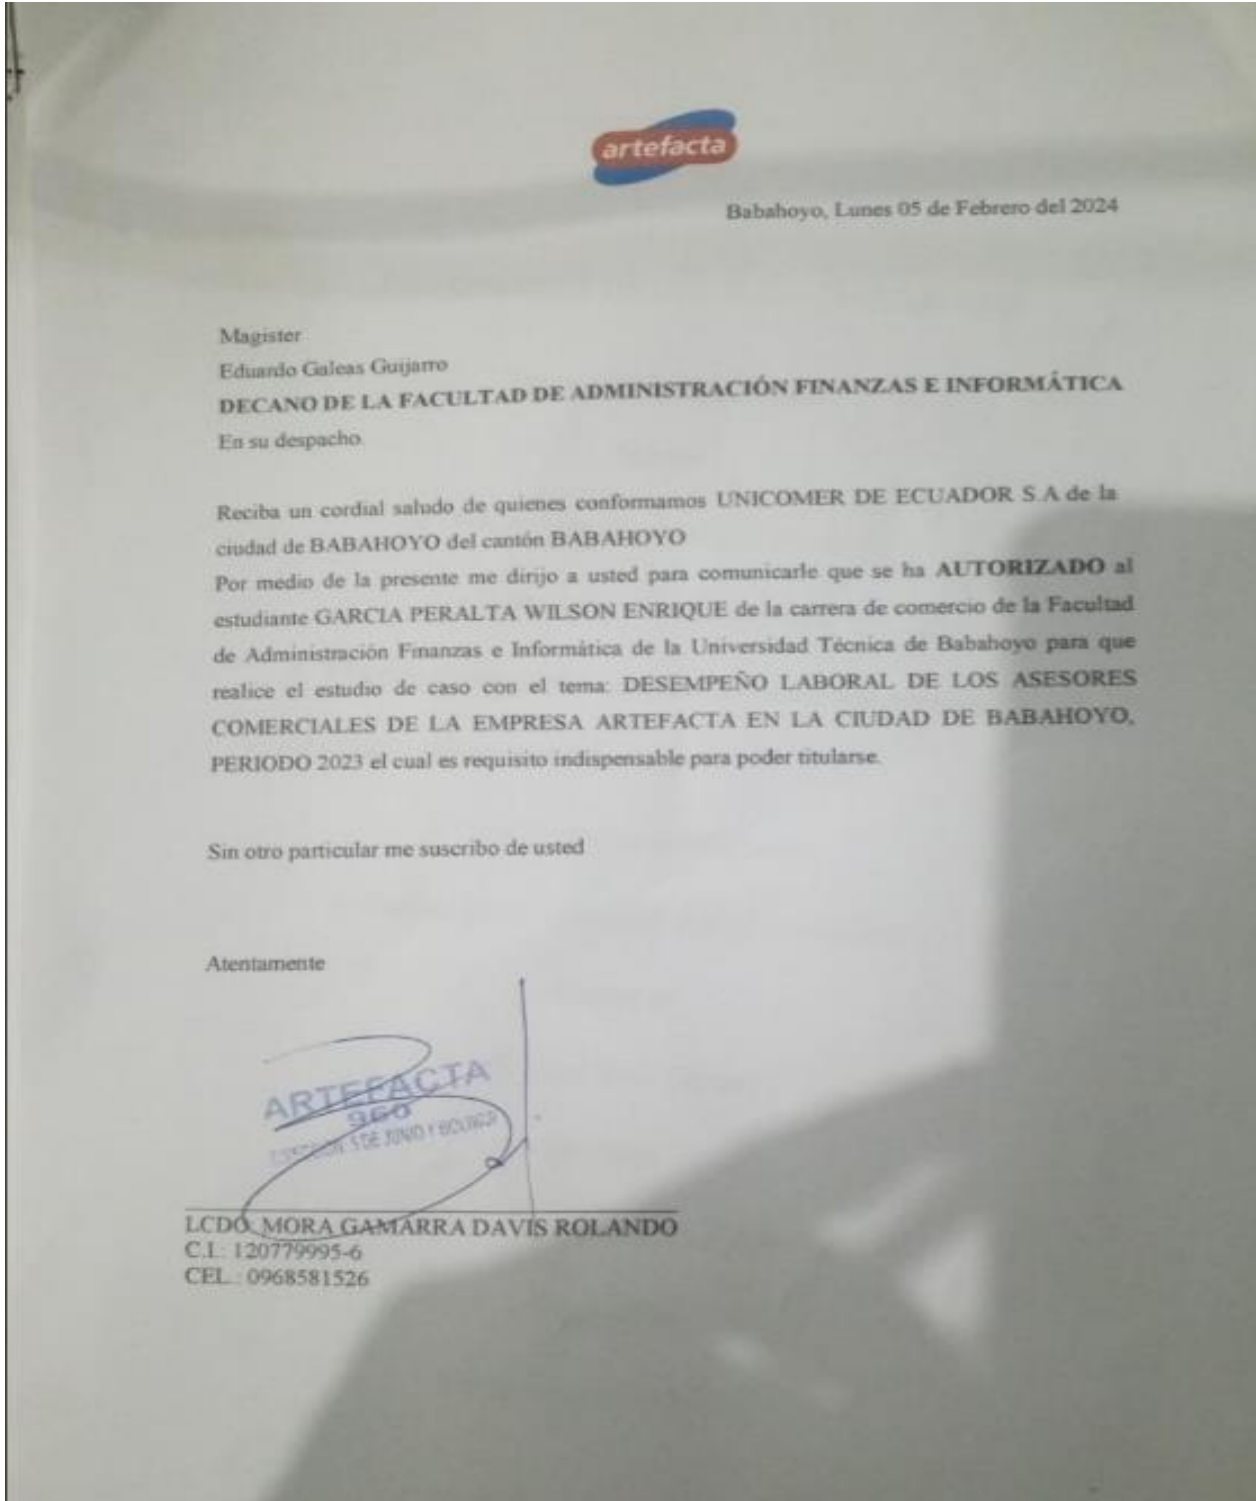 artefacta
Babahoyo, Lunes 05 de Febrero del 2024
Magister
Eduardo Galeas Guijarro
DECANO DE LA FACULTAD DE ADMINISTRACIÓN FINANZAS E INFORMÁTICA
En su despacho.
Reciba un cordial saludo de quienes conformamos UNICOMER DE ECUADOR S.A de la
ciudad de BABAHOYO del cantón BABAHOYO
Por medio de la presente me dirijo a usted para comunicarle que se ha AUTORIZADO al
estudiante GARCIA PERALTA WILSON ENRIQUE de la carrera de comercio de la Facultad
de Administración Finanzas e Informática de la Universidad Técnica de Babahoyo para que
realice el estudio de caso con el tema: DESEMPEÑO LABORAL DE LOS ASESORES
COMERCIALES DE LA EMPRESA ARTEFACTA EN LA CIUDAD DE BABAHOYO,
PERIODO 2023 el cual es requisito indispensable para poder titularse.
Sin otro particular me suscribo de usted
Atentamente
ARTEFACTA
960
5 DE JUNIO Y BOLIVAR
LCDO. MORA GAMARRA DAVIS ROLANDO
C.I.: 120779995-6
CEL.: 0968581526